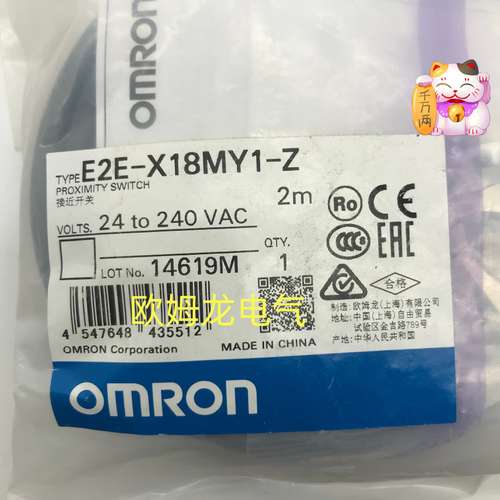 OMRON
千万两
TYPE E2E-X18MY1-Z
PROXIMITY SWITCH
接近开关
2m
VOLTS. 24 to 240 VAC
LOT No. 14619M
QTY. 1
Ro
CE
CCC
EAC
合格
欧姆龙电气
4 547648 435512
OMRON Corporation
MADE IN CHINA
制造: 欧姆龙(上海)有限公司
地址: 中国(上海)自由贸易
试验区金吉路789号
产地: 中华人民共和国
OMRON